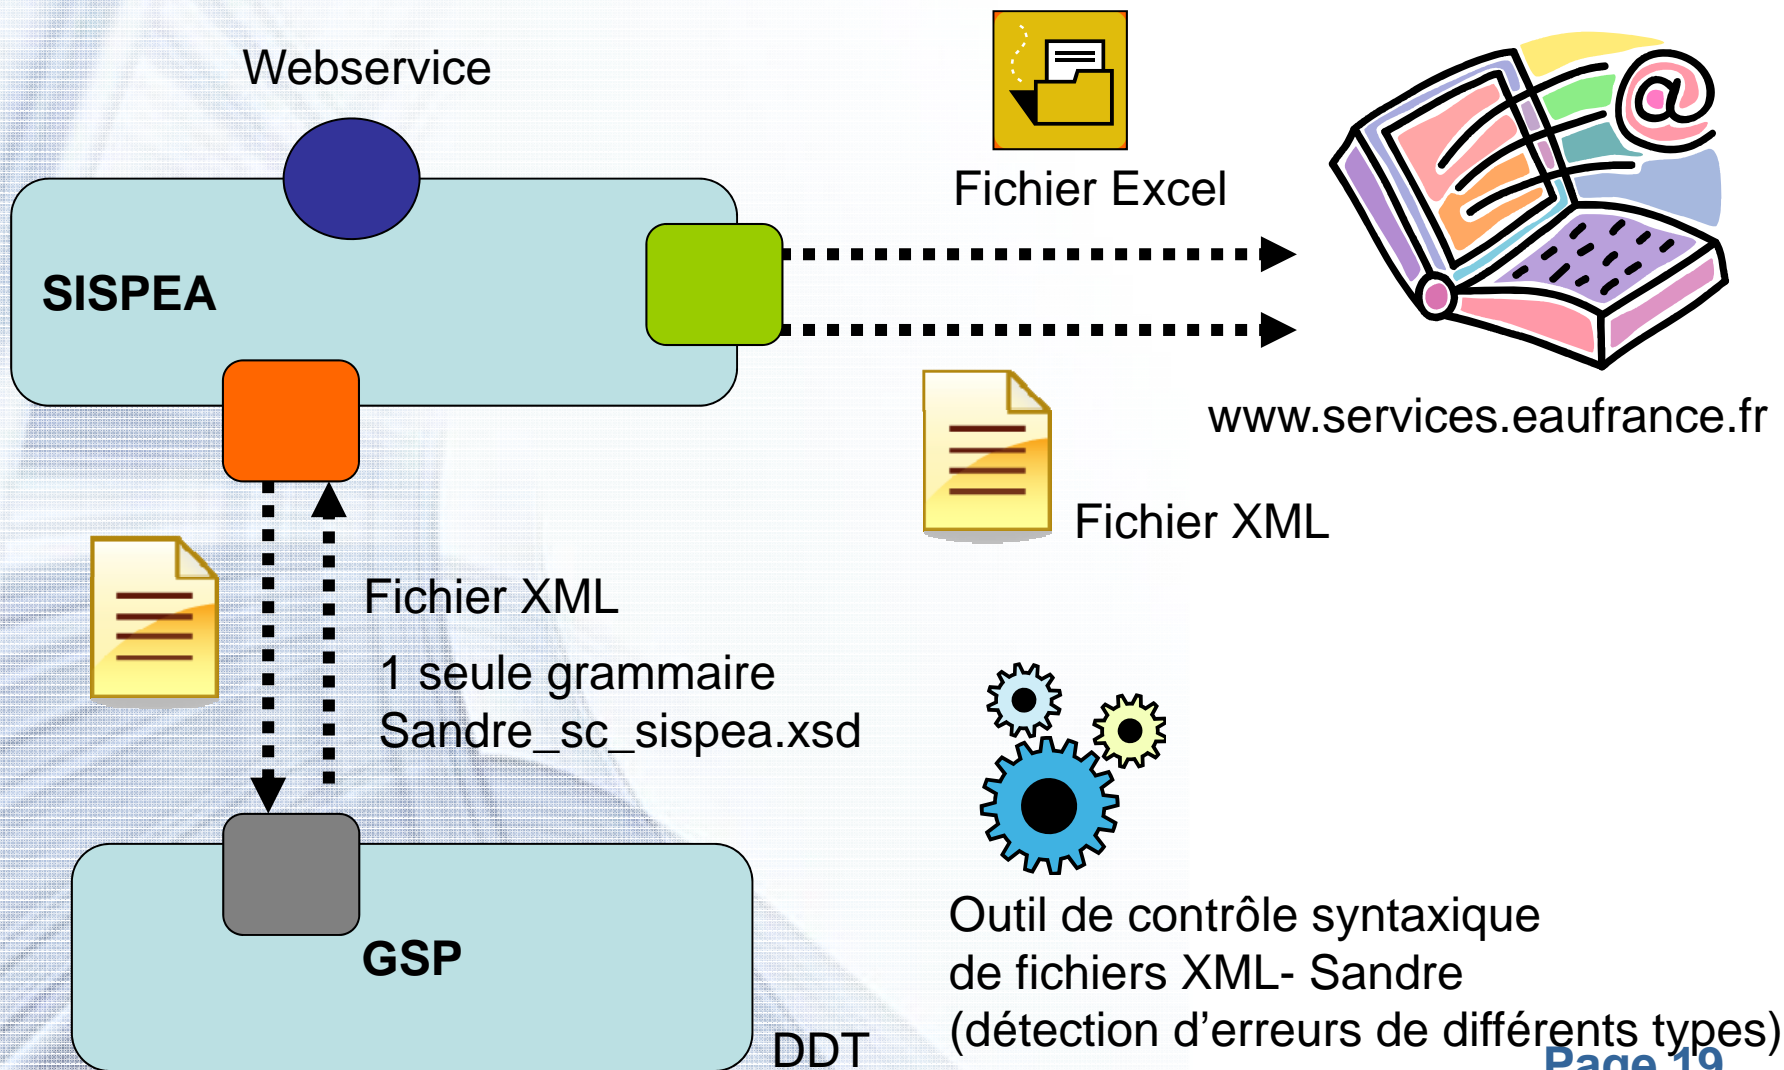 Webservice
Fichier Excel
SISPEA
www.services.eaufrance.fr
Fichier XML
Fichier XML
1 seule grammaire
Sandre_sc_sispea.xsd
GSP
DDT
Outil de contrôle syntaxique
de fichiers XML- Sandre
(détection d'erreurs de différents types)
Page 19